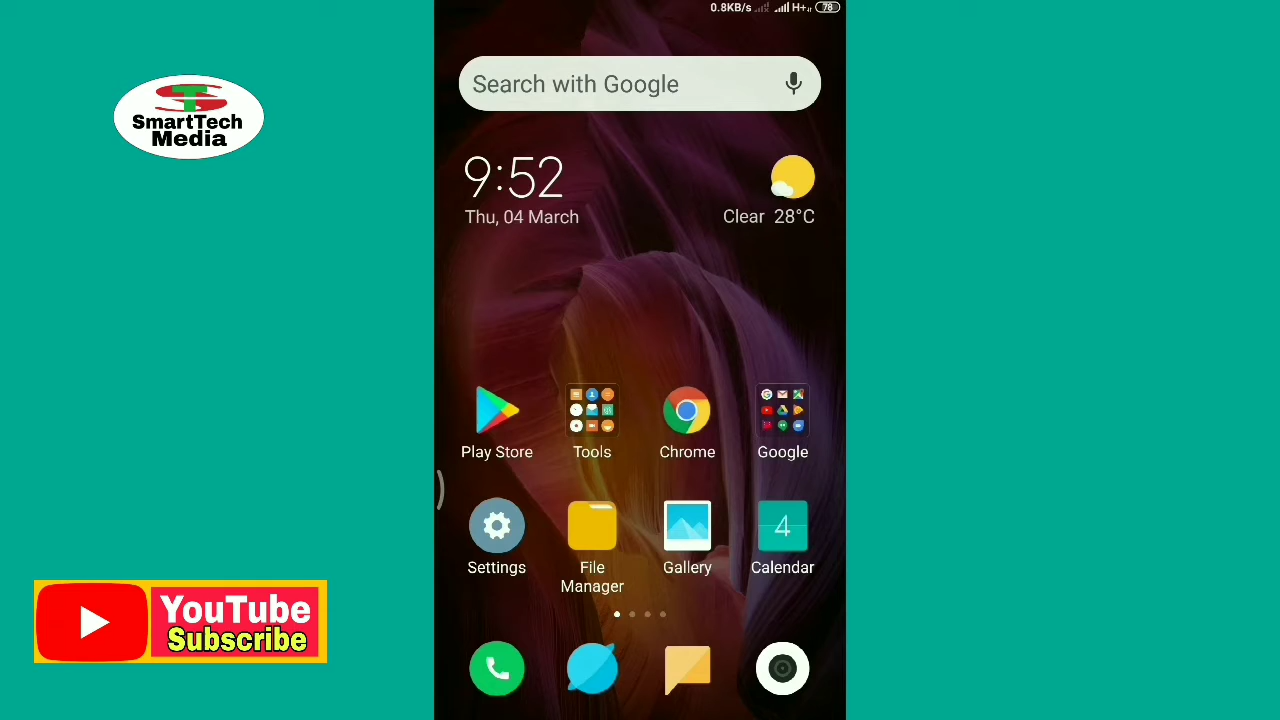 0.8KB/s H+ 78
SmartTech
Media
Search with Google
9:52
Thu, 04 March
Clear 28°C
Play Store
Tools
Chrome
Google
4
Settings
File
Manager
Gallery
Calendar
YouTube
Subscribe